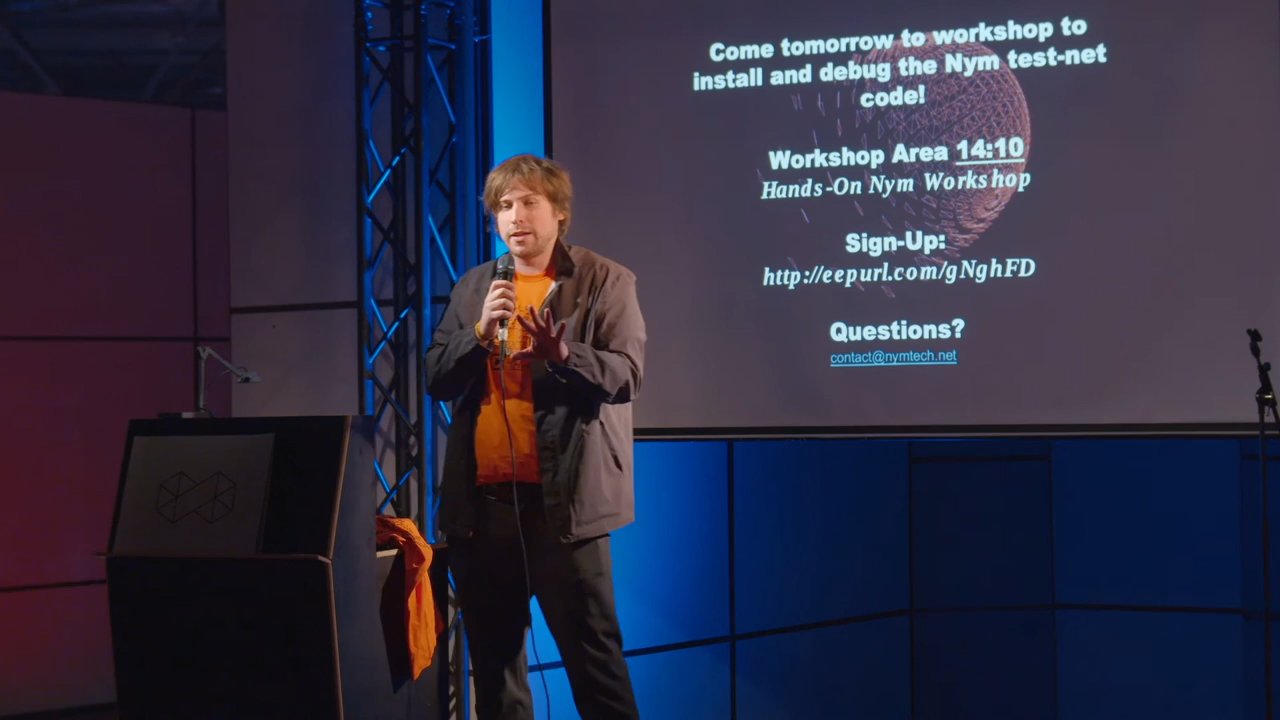 Come tomorrow to workshop to
install and debug the Nym test-net
code!
Workshop Area 14:10
Hands-On Nym Workshop
Sign-Up:
http://eepurl.com/gNghFD
Questions?
contact@nymtech.net